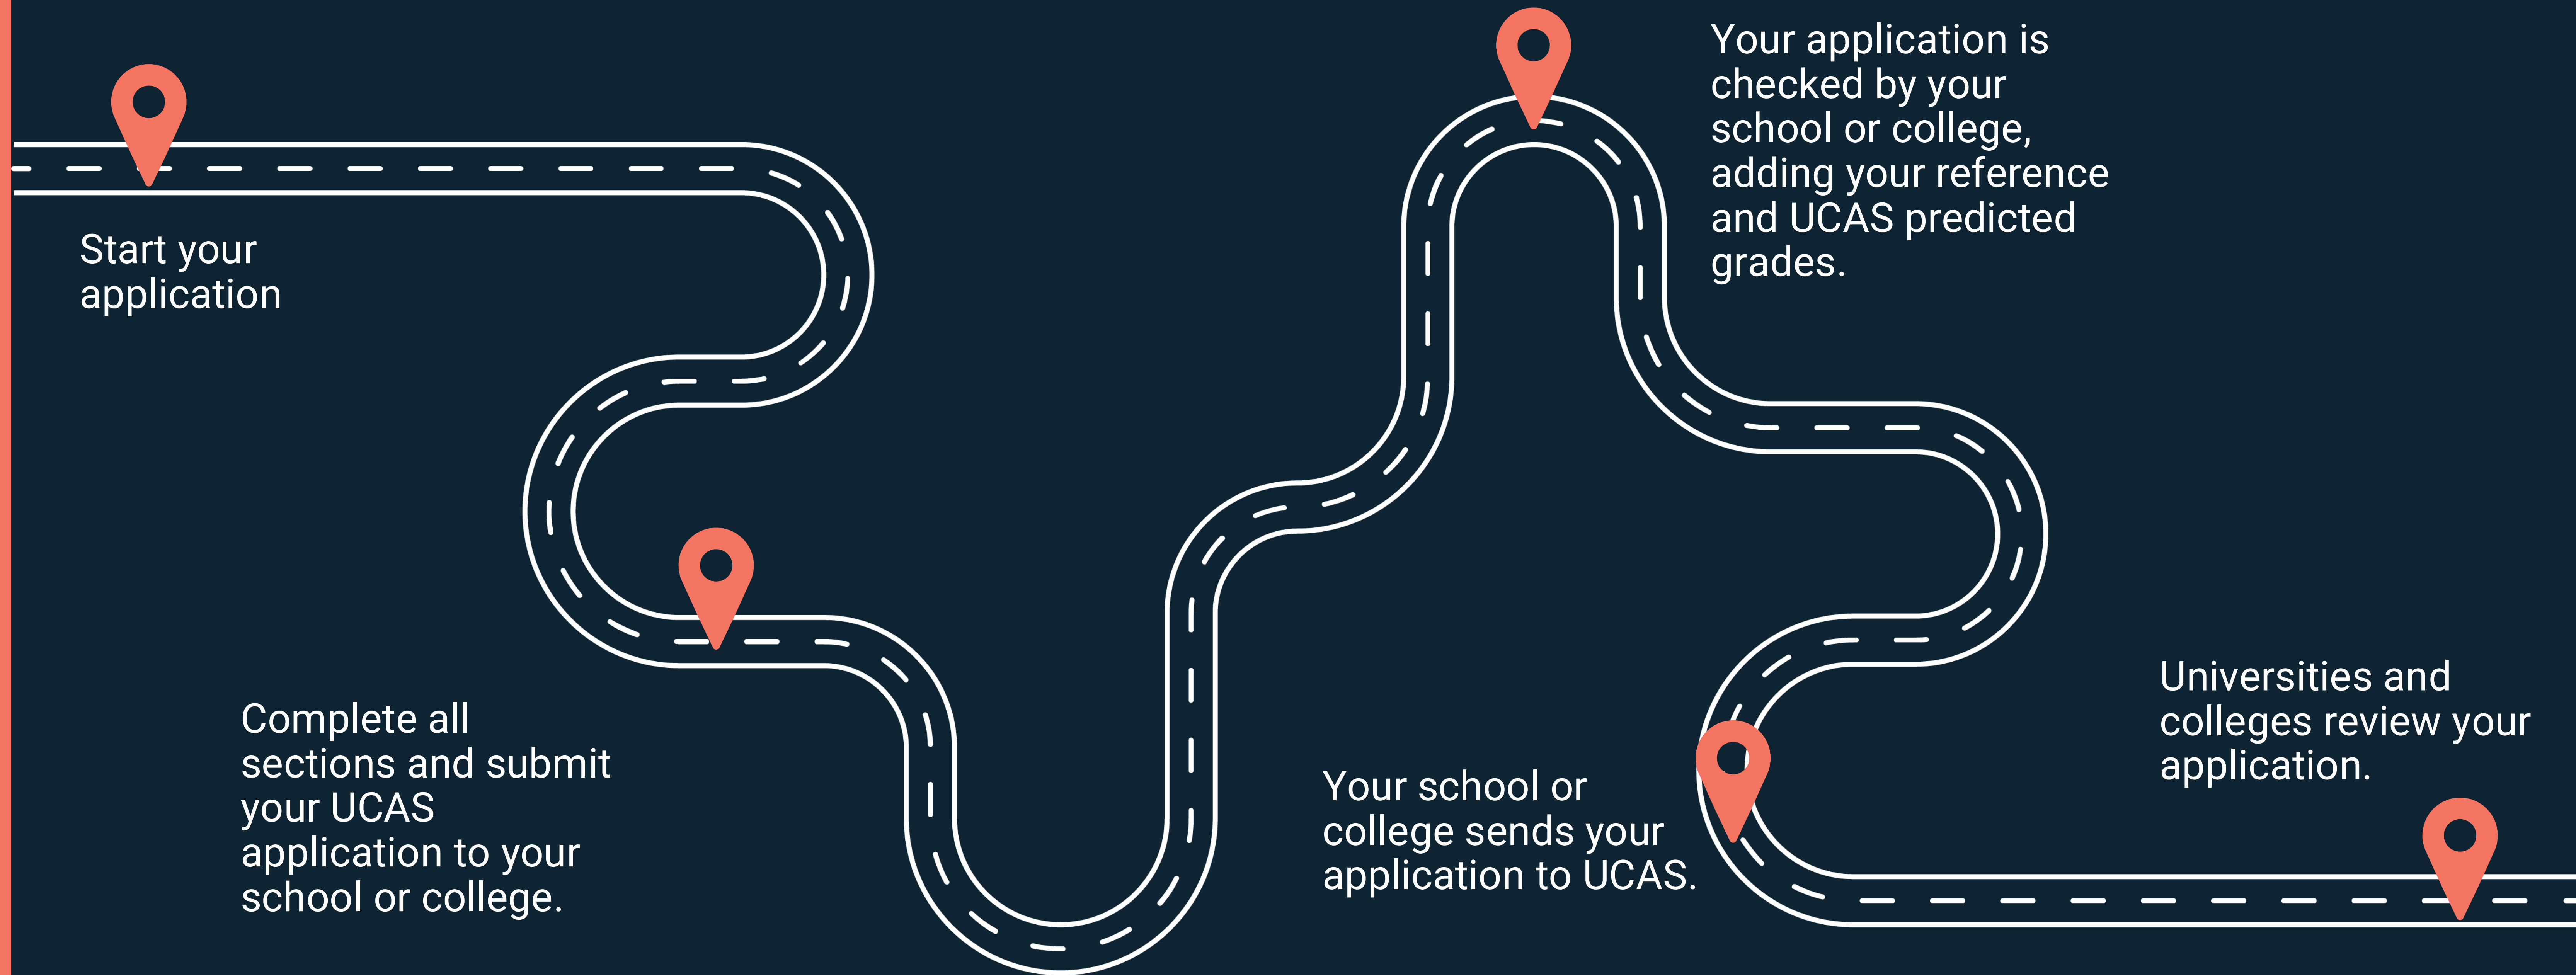 Start your
application
Complete all
sections and submit
your UCAS
application to your
school or college.
Your application is
checked by your
school or college,
adding your reference
and UCAS predicted
grades.
Your school or
college sends your
application to UCAS.
Universities and
colleges review your
application.